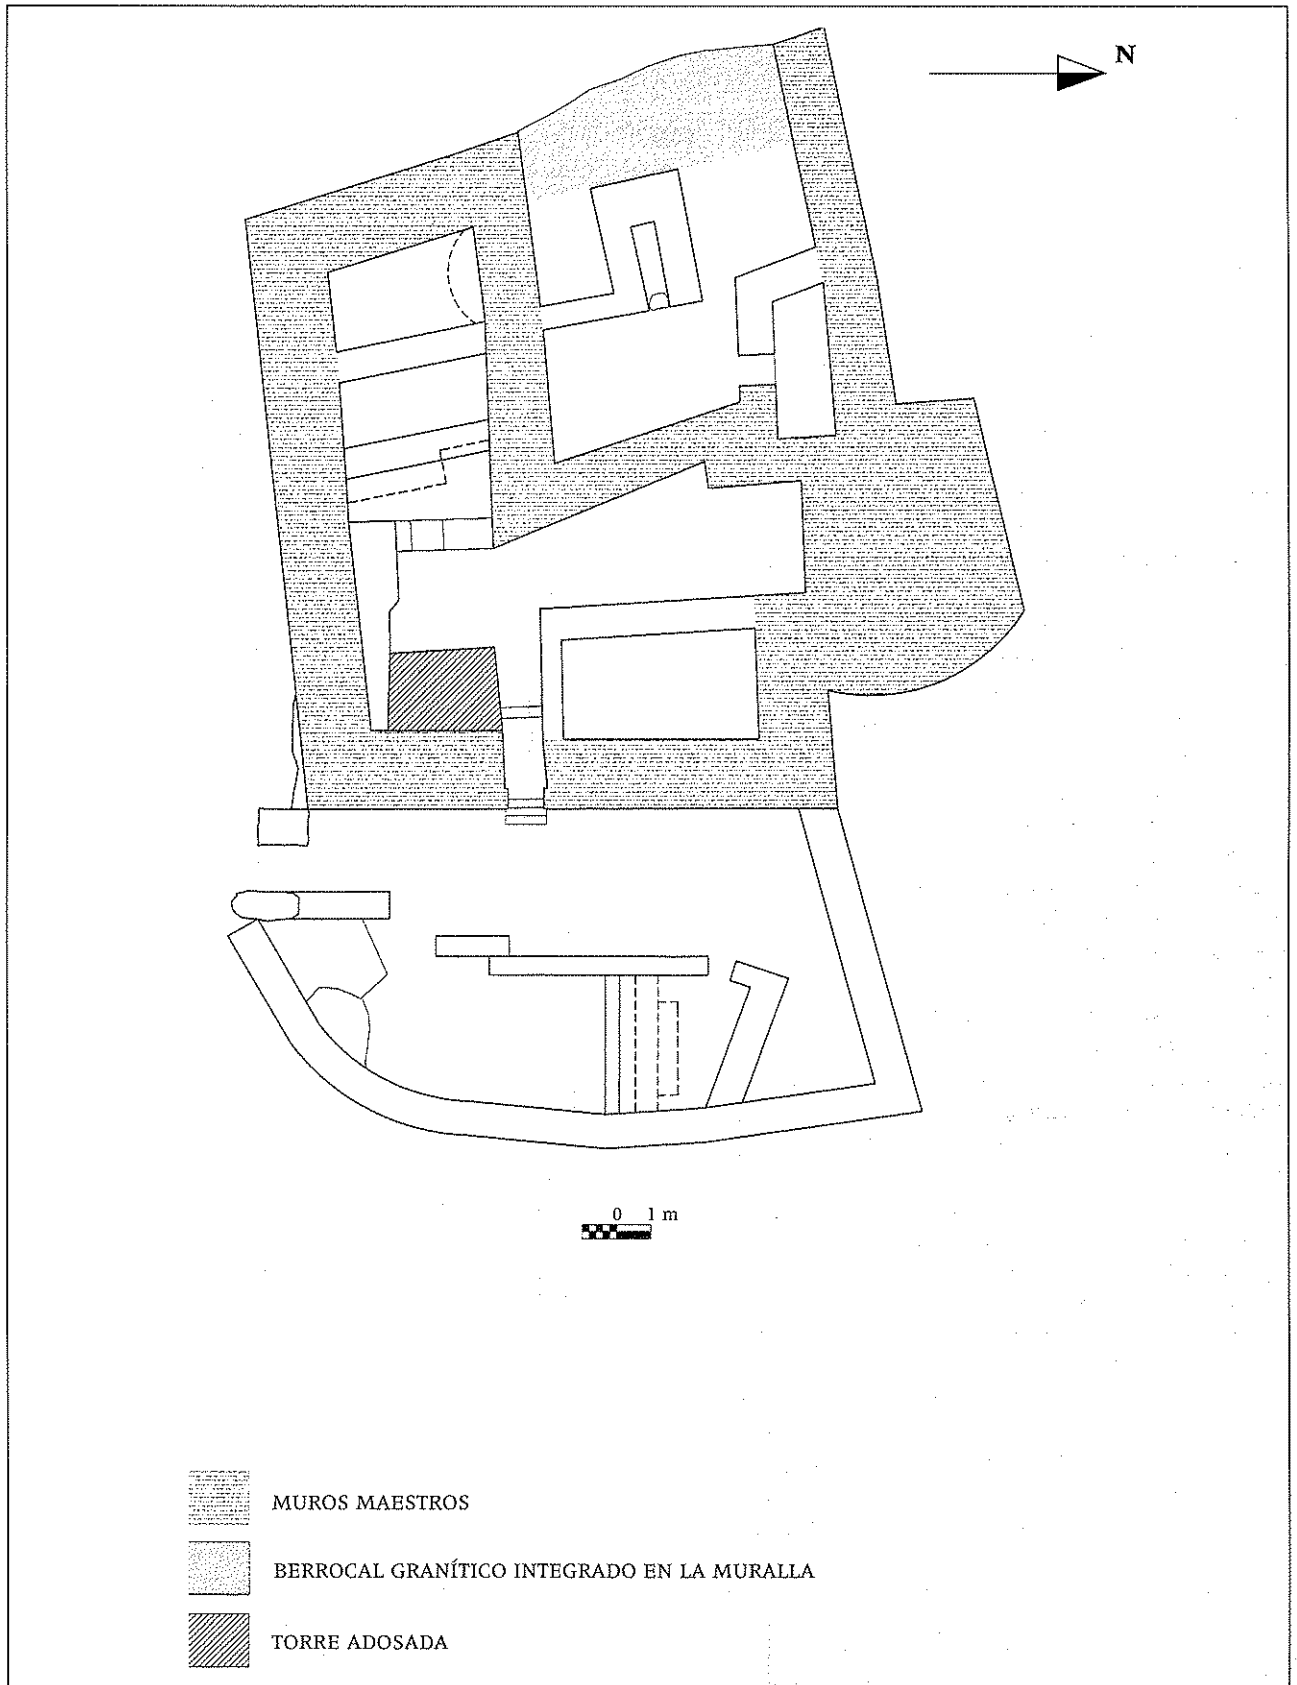 N
0 1 m
MUROS MAESTROS
BERROCAL GRANÍTICO INTEGRADO EN LA MURALLA
TORRE ADOSADA